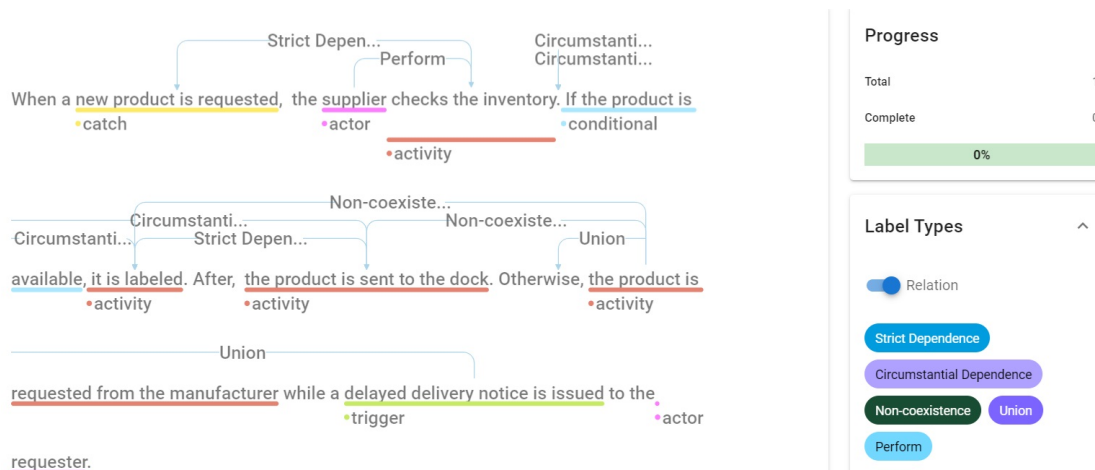 Strict Depen...
Circumstanti...
Perform
Circumstanti...
When a new product is requested, the supplier checks the inventory. If the product is
•catch
•actor
•conditional
•activity
Non-coexiste...
Circumstanti...
Non-coexiste...
Circumstanti...
Strict Depen...
Union
available, it is labeled. After, the product is sent to the dock. Otherwise, the product is
•activity
•activity
•activity
Union
requested from the manufacturer while a delayed delivery notice is issued to the
•trigger
•actor
requester.
Progress
Total
Complete
0%
Label Types
Relation
Strict Dependence
Circumstantial Dependence
Non-coexistence
Union
Perform